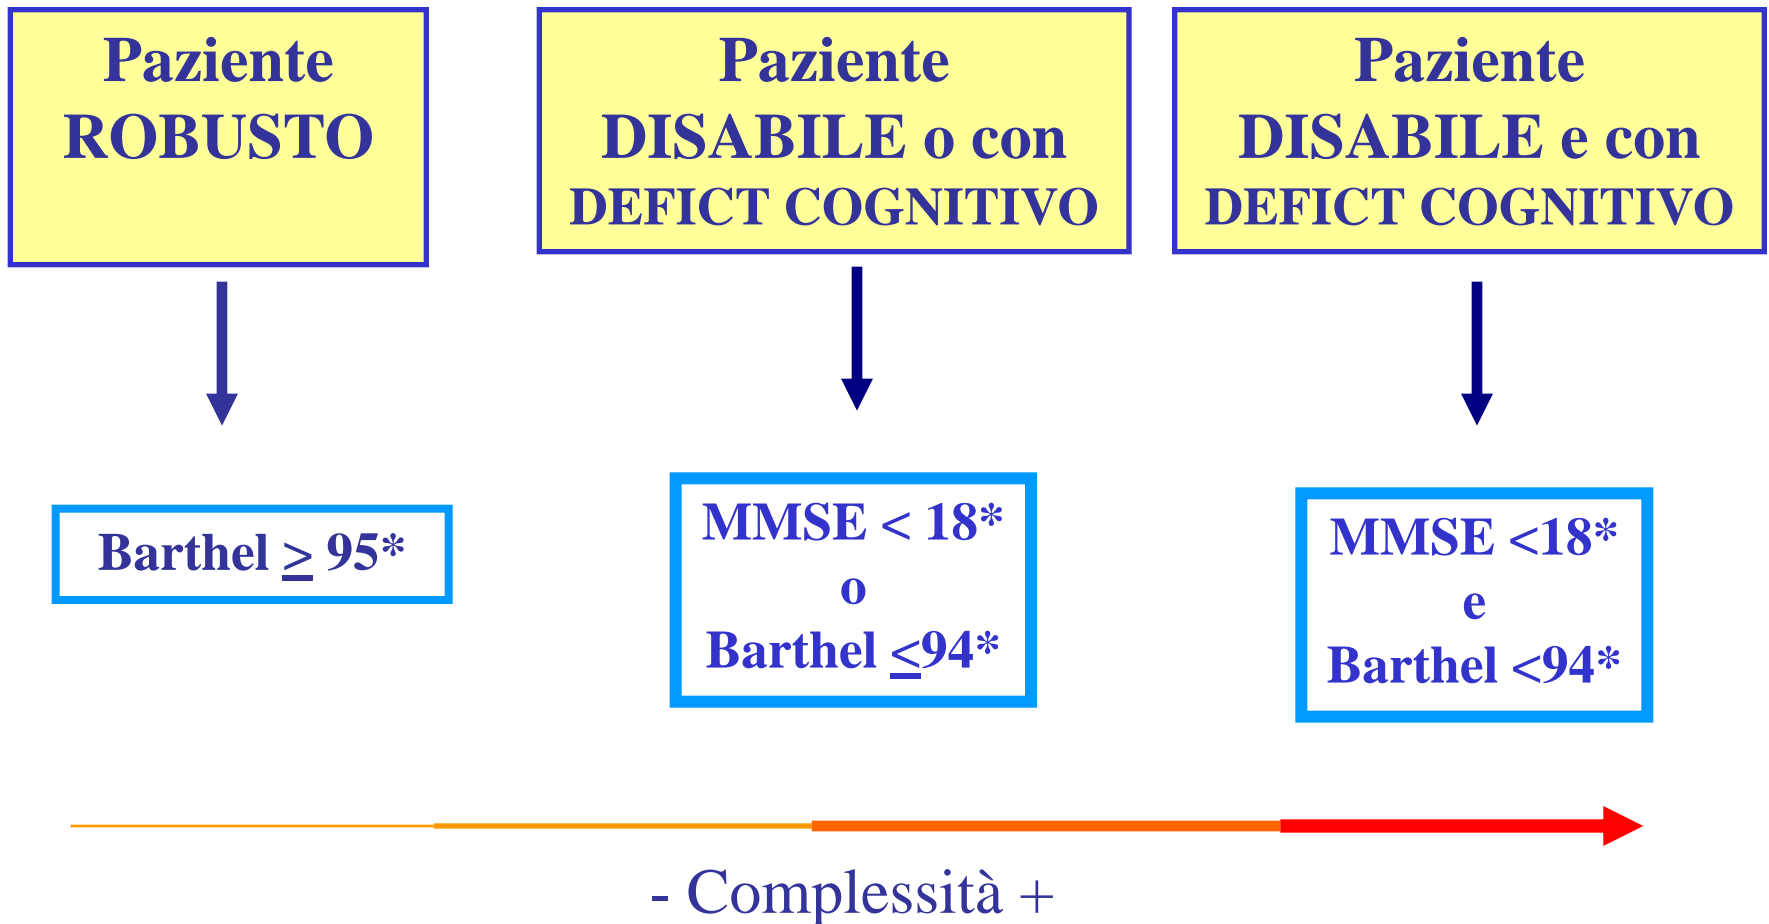 Paziente
ROBUSTO
Paziente
DISABILE o con
DEFICT COGNITIVO
Paziente
DISABILE e con
DEFICT COGNITIVO
Barthel ≥ 95*
MMSE < 18*
o
Barthel ≤94*
MMSE <18*
e
Barthel <94*
- Complessità +